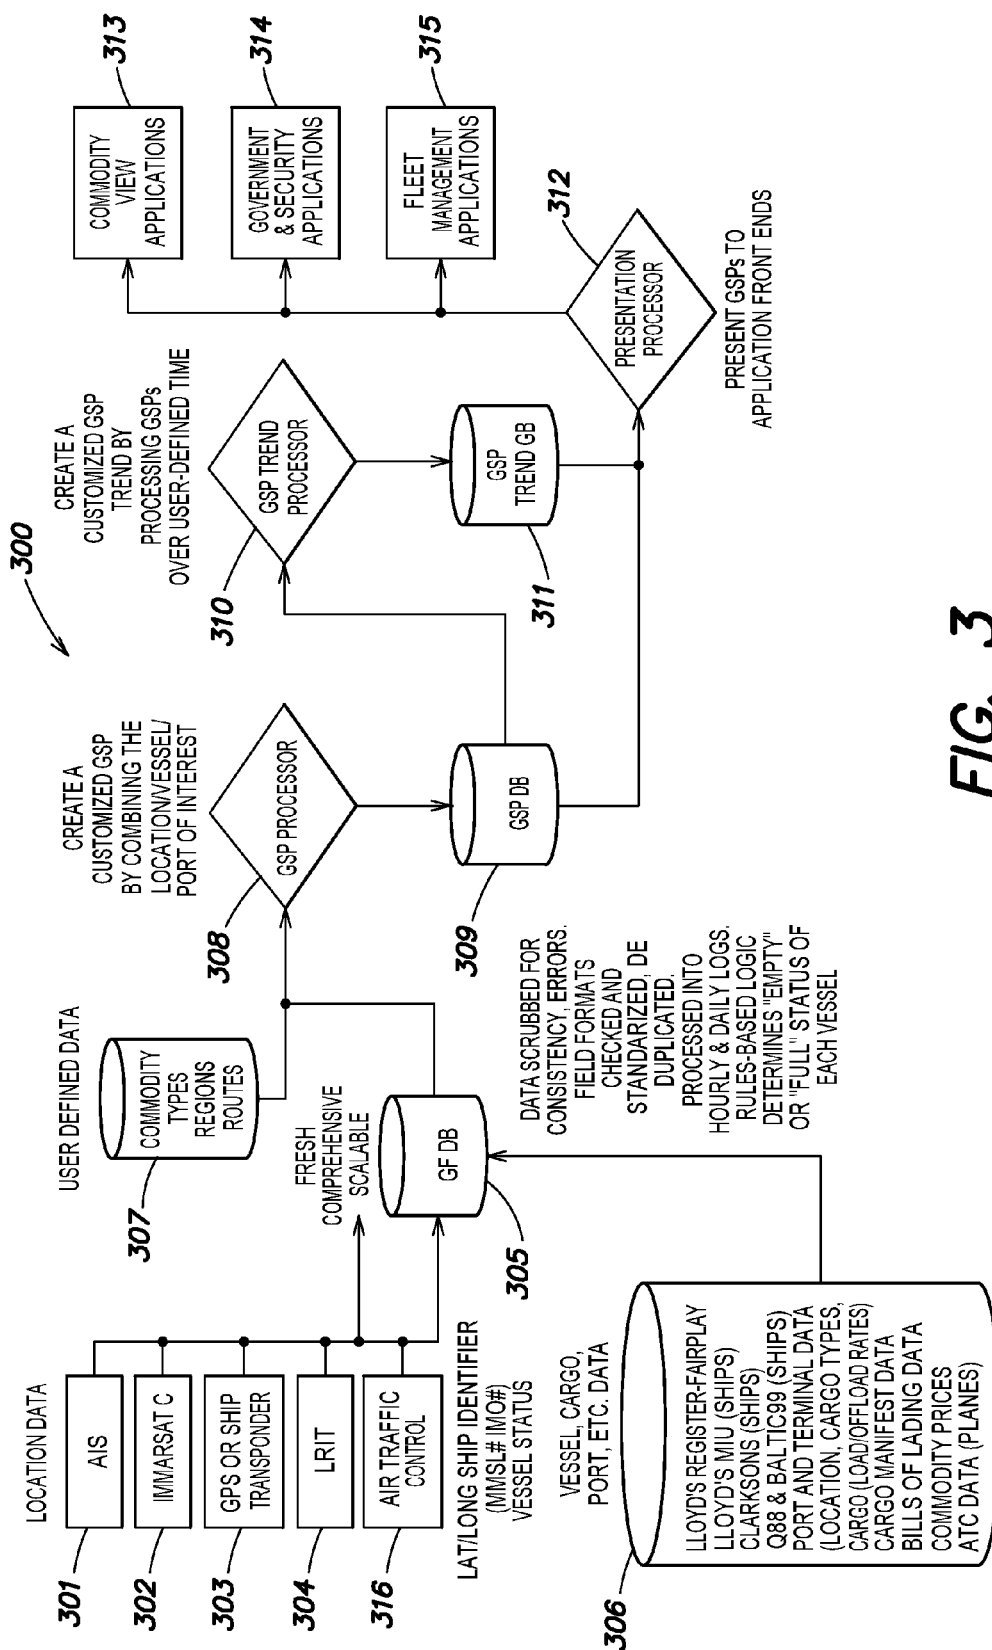 300
LOCATION DATA
301
AIS
302
IMMARSAT C
303
GPS OR SHIP
TRANSPONDER
304
LRIT
316
AIR TRAFFIC
CONTROL
LAT/LONG SHIP IDENTIFIER
(MMSL# IMO#)
VESSEL STATUS
VESSEL, CARGO,
PORT, ETC. DATA
306
LLOYD'S REGISTER-FAIRPLAY
LLOYD'S MIU (SHIPS)
CLARKSONS (SHIPS)
Q88 & BALTIC99 (SHIPS)
PORT AND TERMINAL DATA
(LOCATION, CARGO TYPES,
CARGO (LOAD/OFFLOAD RATES)
CARGO MANIFEST DATA
BILLS OF LADING DATA
COMMODITY PRICES
ATC DATA (PLANES)
USER DEFINED DATA
307
COMMODITY
TYPES
REGIONS
ROUTES
FRESH
COMPREHENSIVE
SCALABLE
GF DB
305
DATA SCRUBBED FOR
CONSISTENCY, ERRORS.
FIELD FORMATS
CHECKED AND
STANDARIZED, DE
DUPLICATED.
PROCESSED INTO
HOURLY & DAILY LOGS.
RULES-BASED LOGIC
DETERMINES "EMPTY"
OR "FULL" STATUS OF
EACH VESSEL
CREATE A
CUSTOMIZED GSP
BY COMBINING THE
LOCATION/VESSEL/
PORT OF INTEREST
308
GSP PROCESSOR
GSP DB
309
CREATE A
CUSTOMIZED GSP
TREND BY
PROCESSING GSPs
OVER USER-DEFINED TIME
310
GSP TREND
PROCESSOR
GSP
TREND GB
311
312
PRESENTATION
PROCESSOR
PRESENT GSPs TO
APPLICATION FRONT ENDS
COMMODITY
VIEW
APPLICATIONS
313
GOVERNMENT
& SECURITY
APPLICATIONS
314
FLEET
MANAGEMENT
APPLICATIONS
315
FIG. 3